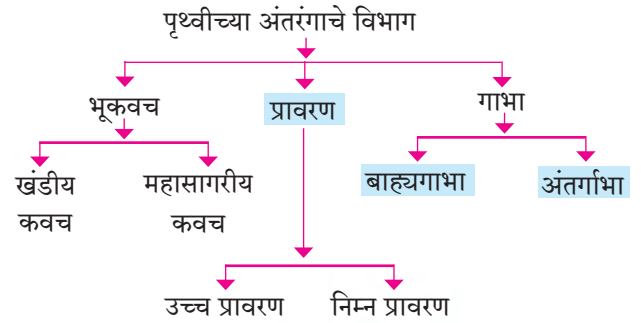 पृथ्वीच्या अंतरंगाचे विभाग
भूकवच
प्रावरण
गाभा
खंडीय
कवच
महासागरीय
कवच
बाह्यगाभा
अंतर्गाभा
उच्च प्रावरण
निम्न प्रावरण